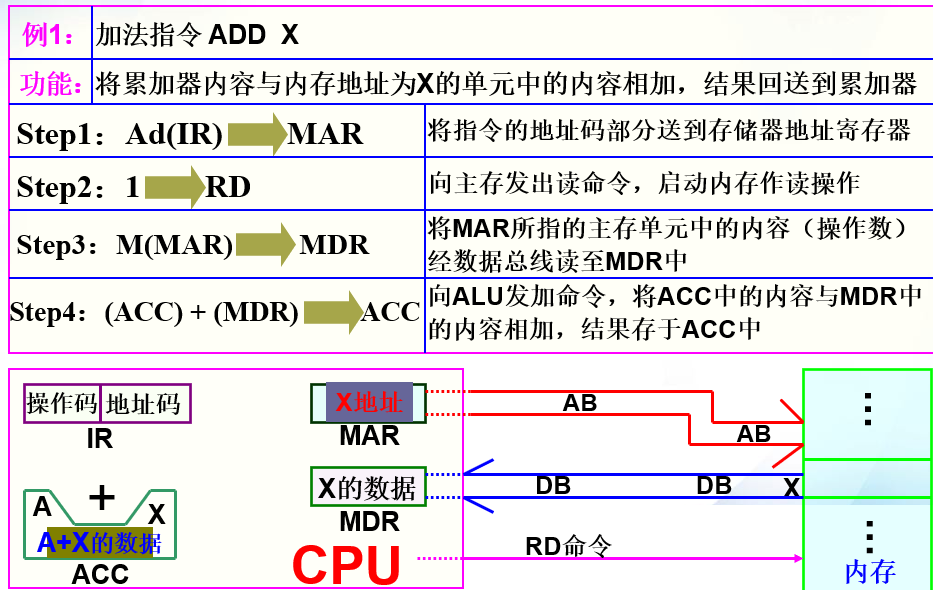 例1： 加法指令 ADD X
功能： 将累加器内容与内存地址为X的单元中的内容相加，结果回送到累加器
Step1：Ad(IR) MAR 将指令的地址码部分送到存储器地址寄存器
Step2：1 RD 向主存发出读命令，启动内存作读操作
Step3：M(MAR) MDR
将MAR所指的主存单元中的内容（操作数）
经数据总线读至MDR中
Step4：(ACC) + (MDR) ACC
向ALU发加命令，将ACC中的内容与MDR中
的内容相加，结果存于ACC中
操作码 地址码
IR
X地址
MAR
AB
AB
⋮
X的数据
MDR
DB DB X
A + X
A+X的数据
ACC
CPU
RD命令
⋮
内存